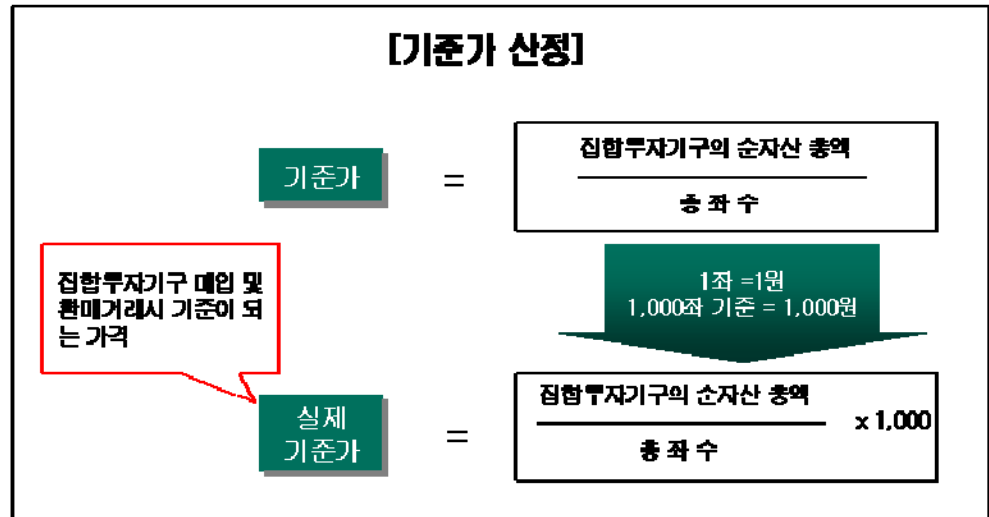 [기준가 산정]
기준가
=
집합투자기구의 순자산 총액
총 좌 수
집합투자기구 매입 및
환매거래시 기준이 되
는 가격
1좌 =1원
1,000좌 기준 = 1,000원
실제
기준가
=
집합투자기구의 순자산 총액
총 좌 수
x 1,000